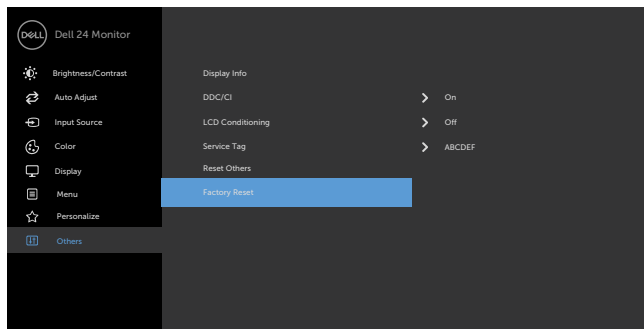 DELL Dell 24 Monitor
Brightness/Contrast
Auto Adjust
Input Source
Color
Display
Menu
Personalize
Others
Display Info
DDC/CI On
LCD Conditioning Off
Service Tag ABCDEF
Reset Others
Factory Reset